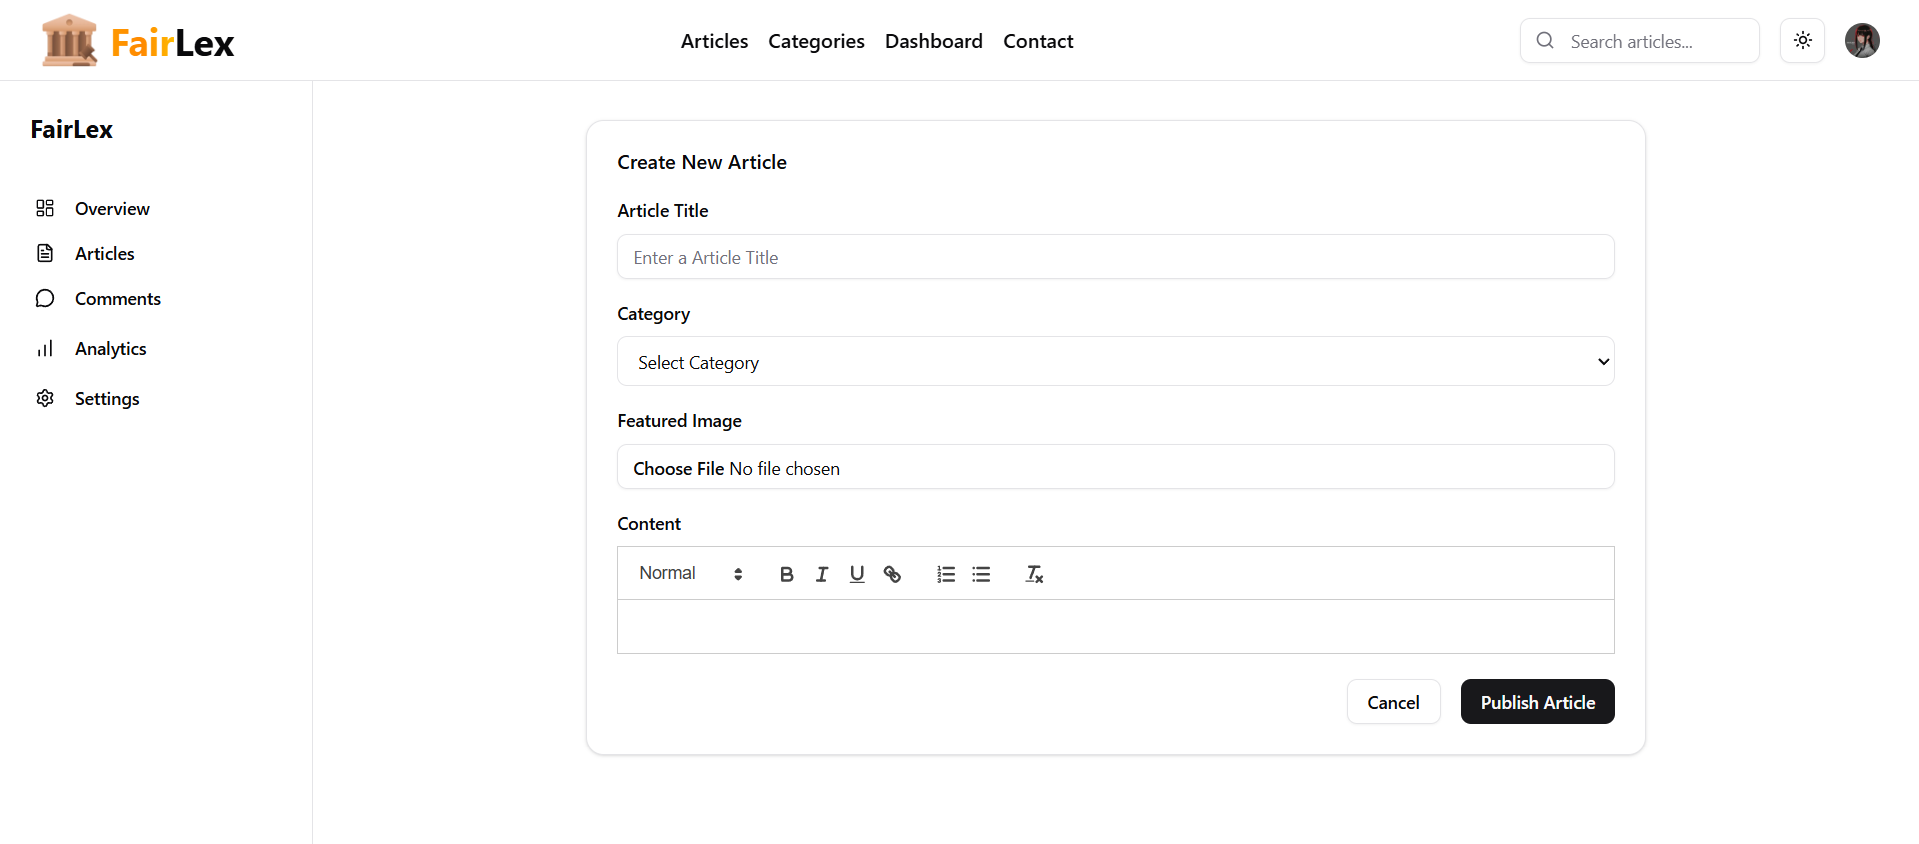 FairLex
Articles Categories Dashboard Contact
Search articles...
FairLex
Overview
Articles
Comments
Analytics
Settings
Create New Article
Article Title
Enter a Article Title
Category
Select Category
Featured Image
Choose File No file chosen
Content
Normal
Cancel
Publish Article